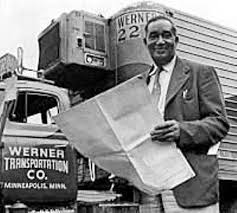 WERNER
22
WERNER
TRANSPORTATION
CO.
MINNEAPOLIS, MINN.